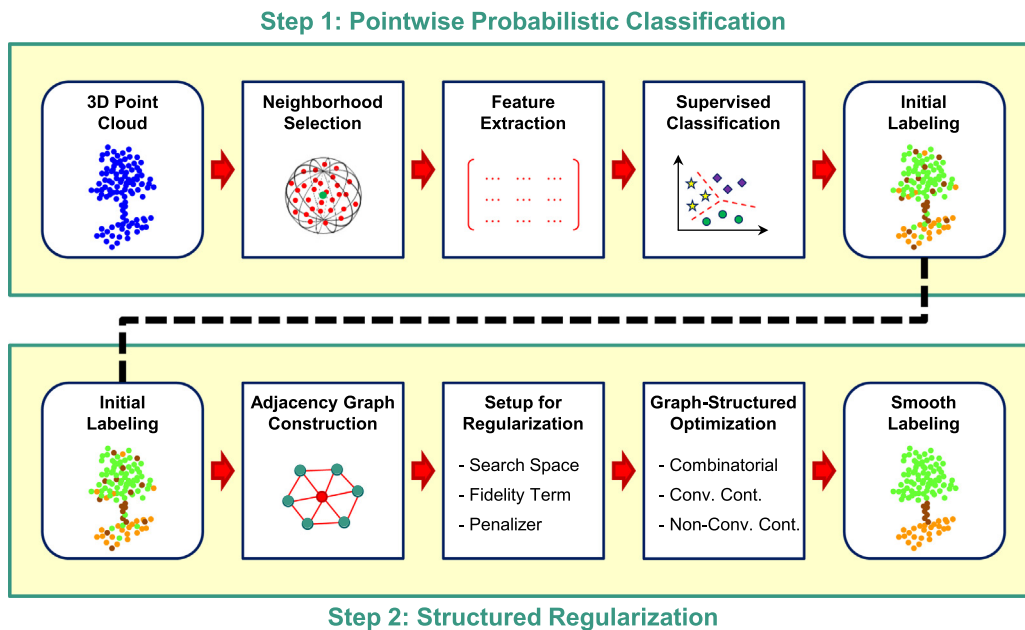 Step 1: Pointwise Probabilistic Classification
3D Point
Cloud
Neighborhood
Selection
Feature
Extraction
... ... ...
... ... ...
... ... ...
Supervised
Classification
Initial
Labeling
Initial
Labeling
Adjacency Graph
Construction
Setup for
Regularization
- Search Space
- Fidelity Term
- Penalizer
Graph-Structured
Optimization
- Combinatorial
- Conv. Cont.
- Non-Conv. Cont.
Smooth
Labeling
Step 2: Structured Regularization